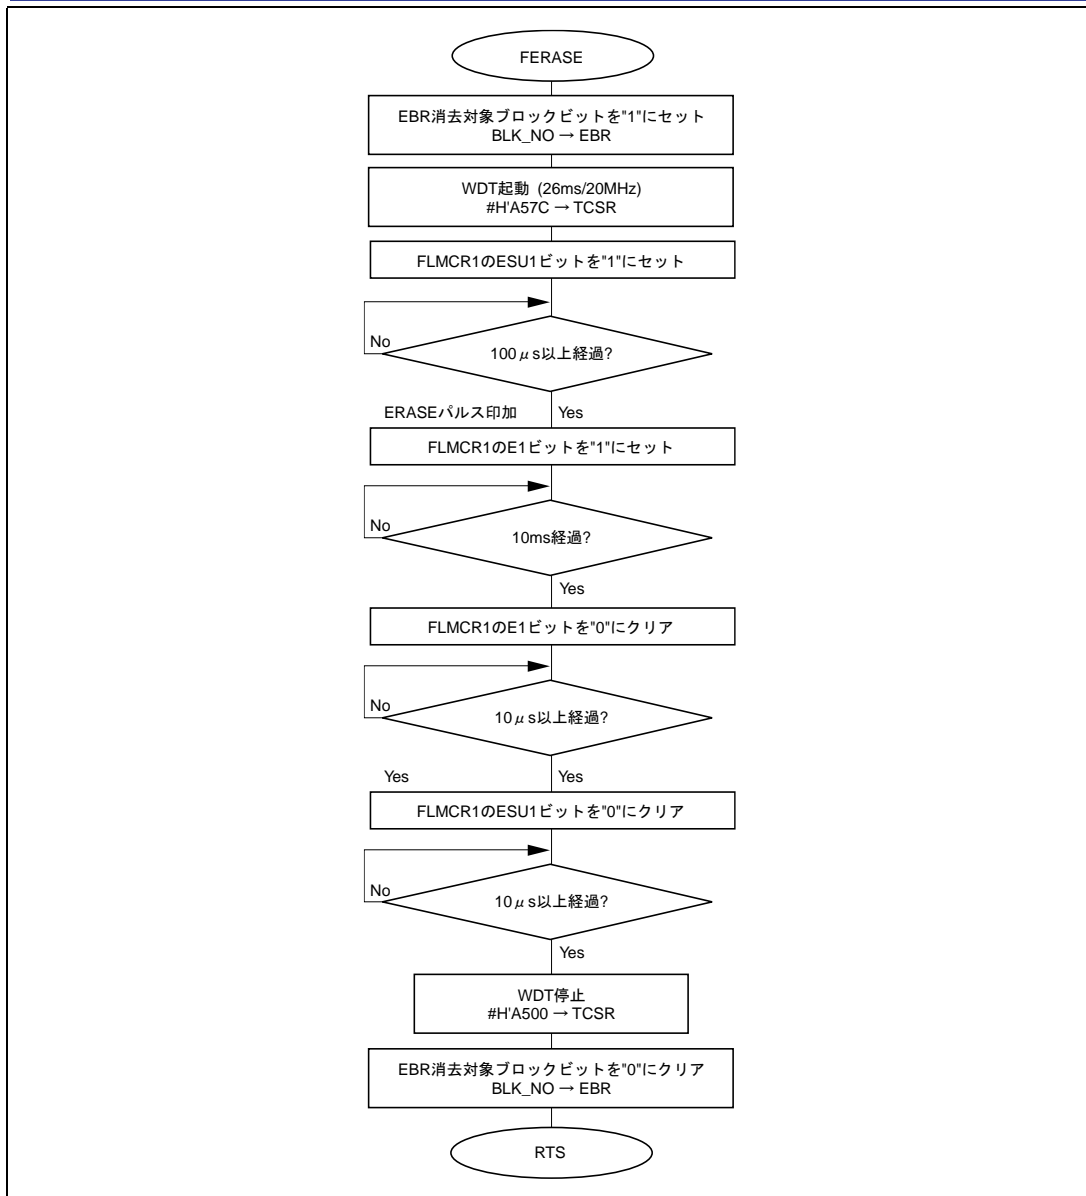 FERASE
EBR消去対象ブロックビットを"1"にセット
BLK_NO → EBR
WDT起動 (26ms/20MHz)
#H'A57C → TCSR
FLMCR1のESU1ビットを"1"にセット
No
100μs以上経過?
ERASEパルス印加 Yes
FLMCR1のE1ビットを"1"にセット
No
10ms経過?
Yes
FLMCR1のE1ビットを"0"にクリア
No
10μs以上経過?
Yes Yes
FLMCR1のESU1ビットを"0"にクリア
No
10μs以上経過?
Yes
WDT停止
#H'A500 → TCSR
EBR消去対象ブロックビットを"0"にクリア
BLK_NO → EBR
RTS